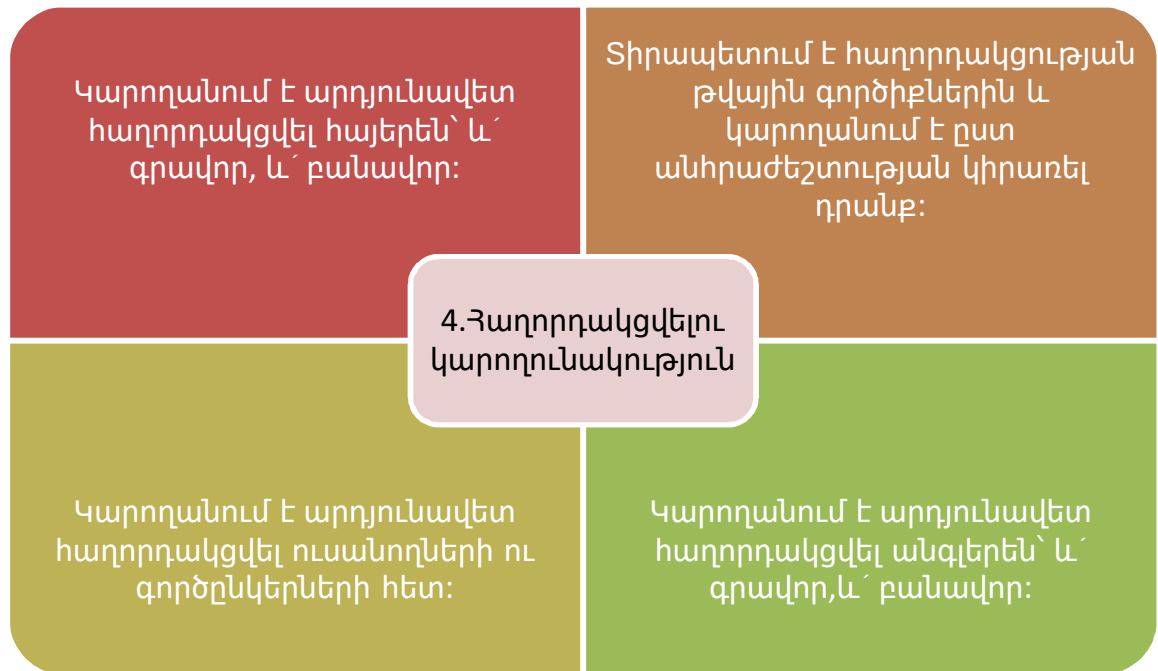 Կարողանում է արդյունավետ
հաղորդակցվել հայերեն՝ և´
գրավոր, և´ բանավոր:
Տիրապետում է հաղորդակցության
թվային գործիքներին և
կարողանում է ըստ
անհրաժեշտության կիրառել
դրանք:
4.Հաղորդակցվելու
կարողունակություն
Կարողանում է արդյունավետ
հաղորդակցվել ուսանողների ու
գործընկերների հետ:
Կարողանում է արդյունավետ
հաղորդակցվել անգլերեն՝ և´
գրավոր,և´ բանավոր: